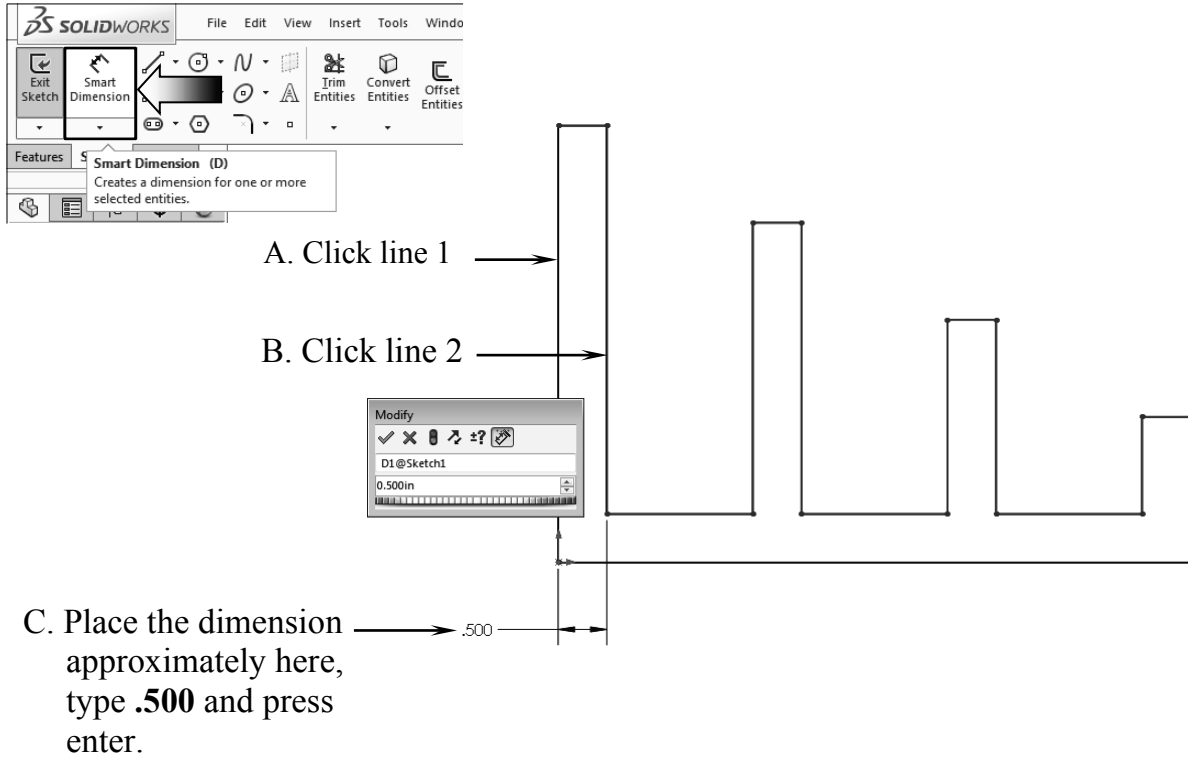 SOLIDWORKS File Edit View Insert Tools Windo
Exit Sketch
Smart Dimension
Trim Entities
Convert Entities
Offset Entities
Features S
Smart Dimension (D)
Creates a dimension for one or more
selected entities.
A. Click line 1
B. Click line 2
Modify
±?
D1@Sketch1
0.500in
C. Place the dimension
.500
approximately here,
type .500 and press
enter.